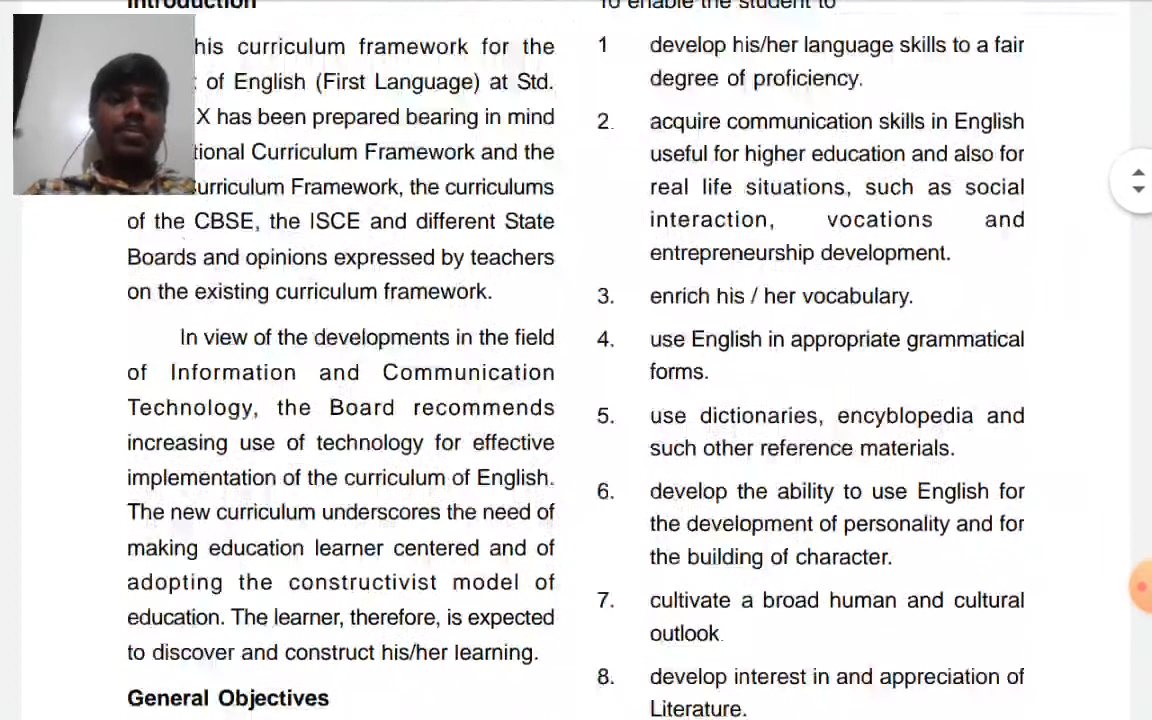 Introduction
his curriculum framework for the
of English (First Language) at Std.
X has been prepared bearing in mind
tional Curriculum Framework and the
urriculum Framework, the curriculums
of the CBSE, the ISCE and different State
Boards and opinions expressed by teachers
on the existing curriculum framework.
In view of the developments in the field
of Information and Communication
Technology, the Board recommends
increasing use of technology for effective
implementation of the curriculum of English.
The new curriculum underscores the need of
making education learner centered and of
adopting the constructivist model of
education. The learner, therefore, is expected
to discover and construct his/her learning.
General Objectives
To enable the student to
1 develop his/her language skills to a fair
degree of proficiency.
2. acquire communication skills in English
useful for higher education and also for
real life situations, such as social
interaction, vocations and
entrepreneurship development.
3. enrich his / her vocabulary.
4. use English in appropriate grammatical
forms.
5. use dictionaries, encyblopedia and
such other reference materials.
6. develop the ability to use English for
the development of personality and for
the building of character.
7. cultivate a broad human and cultural
outlook.
8. develop interest in and appreciation of
Literature.